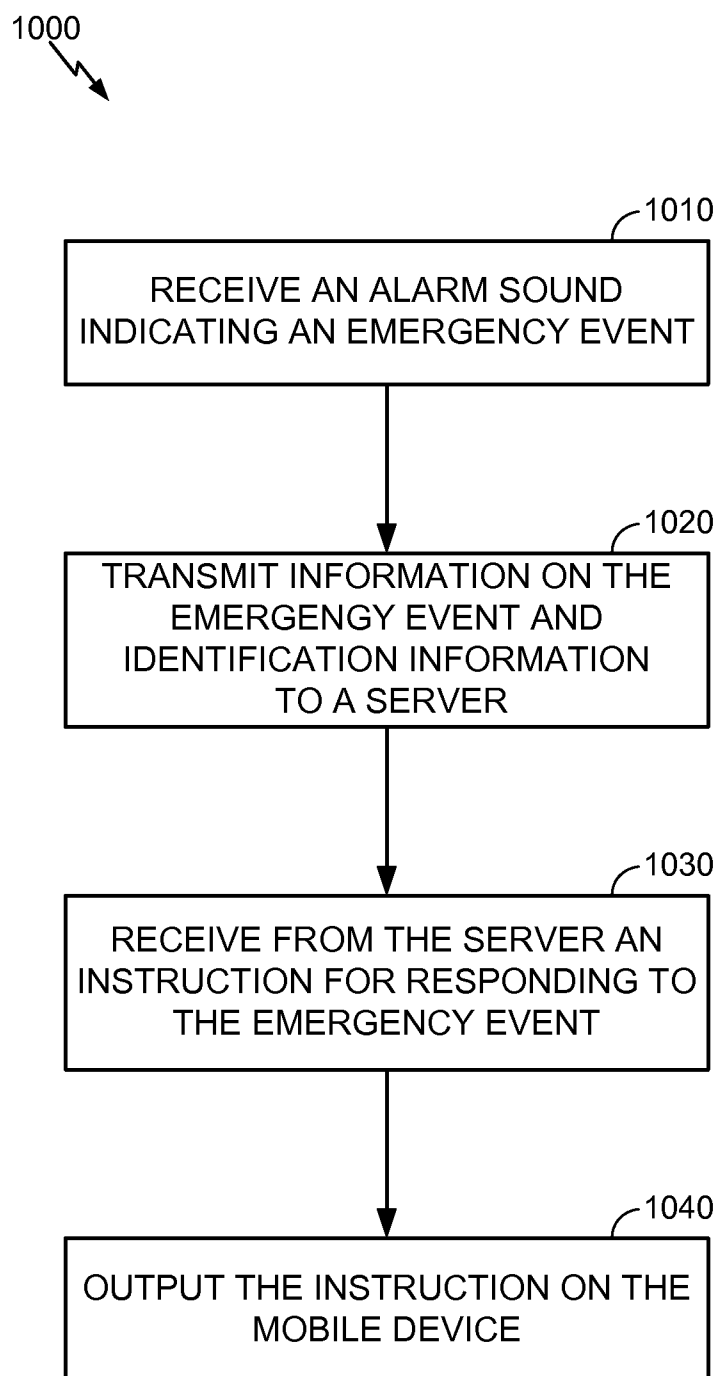 1000
1010
RECEIVE AN ALARM SOUND
INDICATING AN EMERGENCY EVENT
1020
TRANSMIT INFORMATION ON THE
EMERGENGY EVENT AND
IDENTIFICATION INFORMATION
TO A SERVER
1030
RECEIVE FROM THE SERVER AN
INSTRUCTION FOR RESPONDING TO
THE EMERGENCY EVENT
1040
OUTPUT THE INSTRUCTION ON THE
MOBILE DEVICE